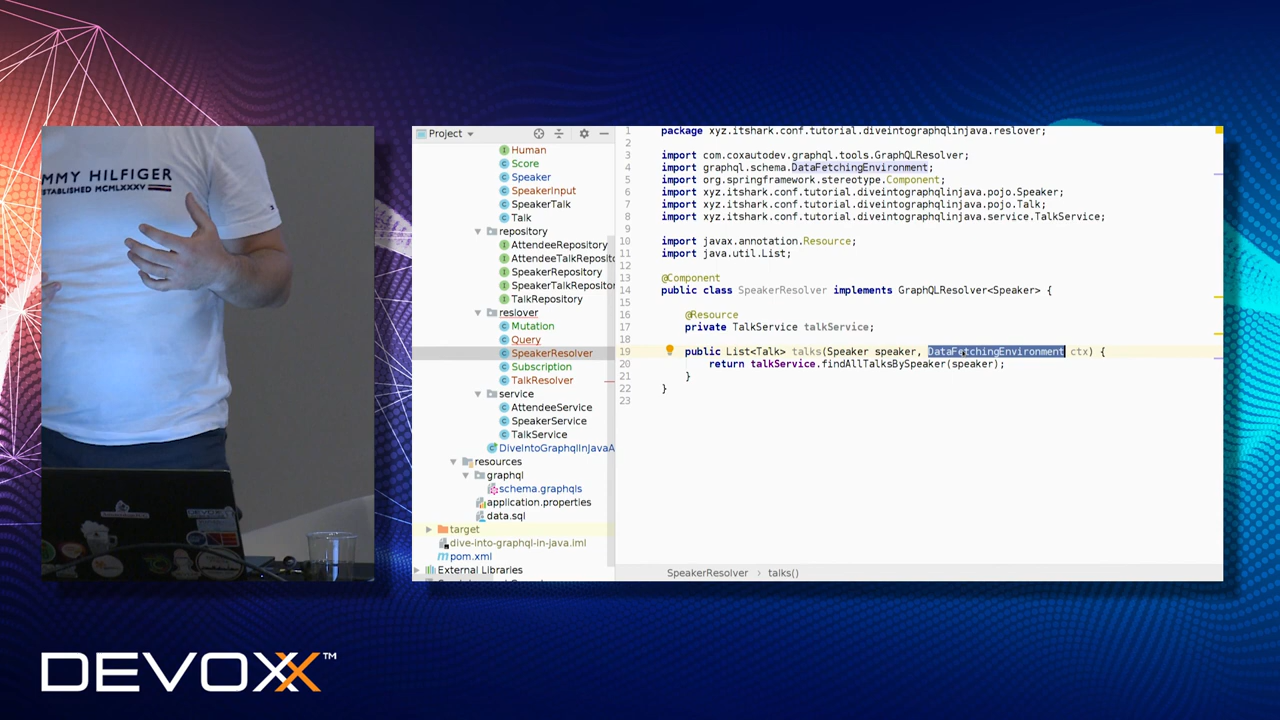 MMY HILFIGER
ESTABLISHED MCMLXXXV
Project
Human
Score
Speaker
SpeakerInput
SpeakerTalk
Talk
repository
AttendeeRepository
AttendeeTalkReposito
SpeakerRepository
SpeakerTalkRepositor
TalkRepository
reslover
Mutation
Query
SpeakerResolver
Subscription
TalkResolver
service
AttendeeService
SpeakerService
TalkService
DiveIntoGraphqlInJavaA
resources
graphql
schema.graphqls
application.properties
data.sql
target
dive-into-graphql-in-java.iml
pom.xml
External Libraries
1 package xyz.itshark.conf.tutorial.diveintographqlinjava.reslover;
2
3 import com.coxautodev.graphql.tools.GraphQLResolver;
4 import graphql.schema.DataFetchingEnvironment;
5 import org.springframework.stereotype.Component;
6 import xyz.itshark.conf.tutorial.diveintographqlinjava.pojo.Speaker;
7 import xyz.itshark.conf.tutorial.diveintographqlinjava.pojo.Talk;
8 import xyz.itshark.conf.tutorial.diveintographqlinjava.service.TalkService;
9
10 import javax.annotation.Resource;
11 import java.util.List;
12
13 @Component
14 public class SpeakerResolver implements GraphQLResolver<Speaker> {
15
16 @Resource
17 private TalkService talkService;
18
19 public List<Talk> talks(Speaker speaker, DataFetchingEnvironment ctx) {
20 return talkService.findAllTalksBySpeaker(speaker);
21 }
22 }
23
SpeakerResolver > talks()
DEVOXX™